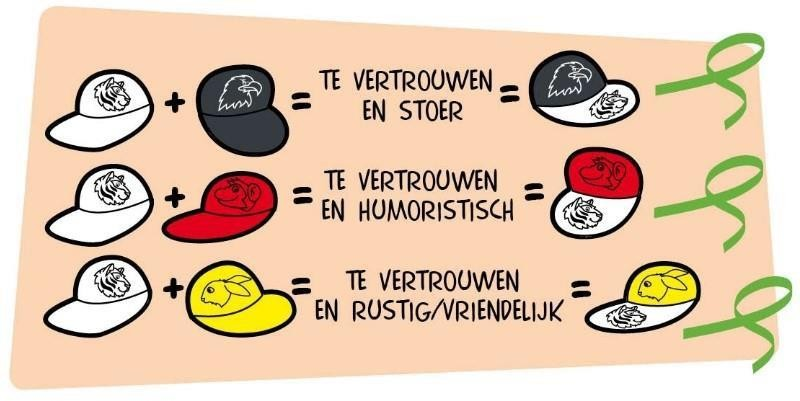 + = TE VERTROUWEN =
EN STOER
+ = TE VERTROUWEN =
EN HUMORISTISCH
+ = TE VERTROUWEN =
EN RUSTIG/VRIENDELIJK